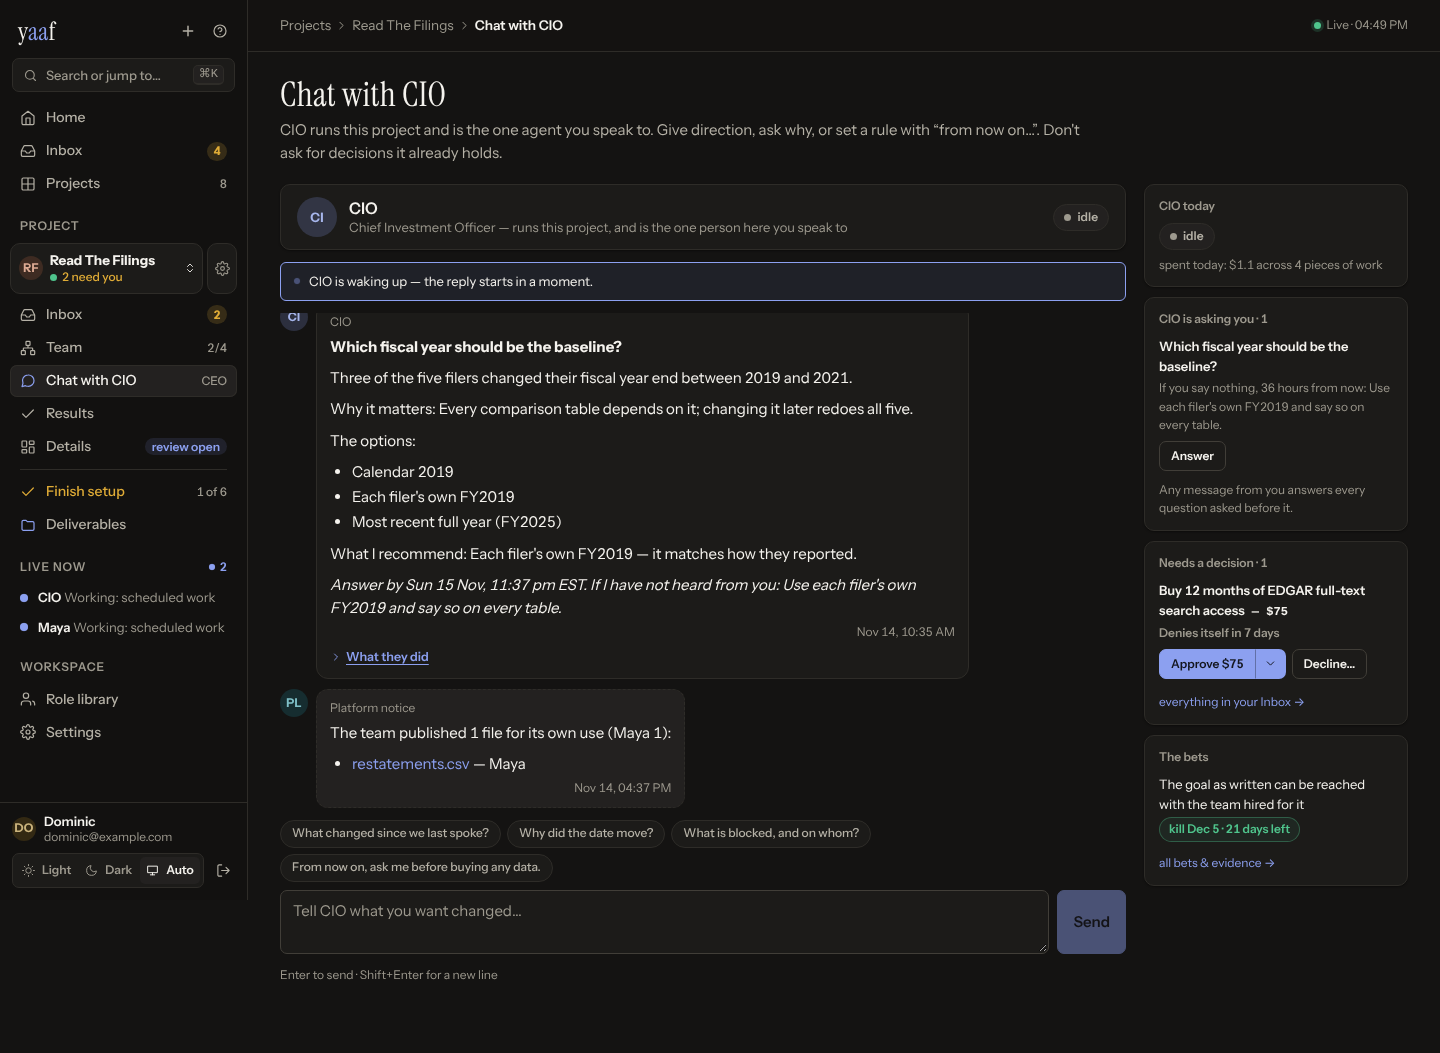 yaaf
Search or jump to... ⌘K
Home
Inbox 4
Projects 8
PROJECT
RF Read The Filings
2 need you
Inbox 2
Team 2/4
Chat with CIO CEO
Results
Details review open
Finish setup 1 of 6
Deliverables
LIVE NOW 2
CIO Working: scheduled work
Maya Working: scheduled work
WORKSPACE
Role library
Settings
DO Dominic
dominic@example.com
Light Dark Auto
Projects > Read The Filings > Chat with CIO
Live · 04:49 PM
Chat with CIO
CIO runs this project and is the one agent you speak to. Give direction, ask why, or set a rule with “from now on…”. Don't
ask for decisions it already holds.
CI CIO
Chief Investment Officer — runs this project, and is the one person here you speak to
idle
CIO is waking up — the reply starts in a moment.
CI CIO
Which fiscal year should be the baseline?
Three of the five filers changed their fiscal year end between 2019 and 2021.
Why it matters: Every comparison table depends on it; changing it later redoes all five.
The options:
• Calendar 2019
• Each filer's own FY2019
• Most recent full year (FY2025)
What I recommend: Each filer's own FY2019 — it matches how they reported.
Answer by Sun 15 Nov, 11:37 pm EST. If I have not heard from you: Use each filer's own
FY2019 and say so on every table.
Nov 14, 10:35 AM
What they did
PL Platform notice
The team published 1 file for its own use (Maya 1):
• restatements.csv — Maya
Nov 14, 04:37 PM
What changed since we last spoke? Why did the date move? What is blocked, and on whom?
From now on, ask me before buying any data.
Tell CIO what you want changed…
Send
Enter to send · Shift+Enter for a new line
CIO today
idle
spent today: $1.1 across 4 pieces of work
CIO is asking you · 1
Which fiscal year should be the
baseline?
If you say nothing, 36 hours from now: Use
each filer's own FY2019 and say so on
every table.
Answer
Any message from you answers every
question asked before it.
Needs a decision · 1
Buy 12 months of EDGAR full-text
search access — $75
Denies itself in 7 days
Approve $75 Decline…
everything in your Inbox →
The bets
The goal as written can be reached
with the team hired for it
kill Dec 5 · 21 days left
all bets & evidence →